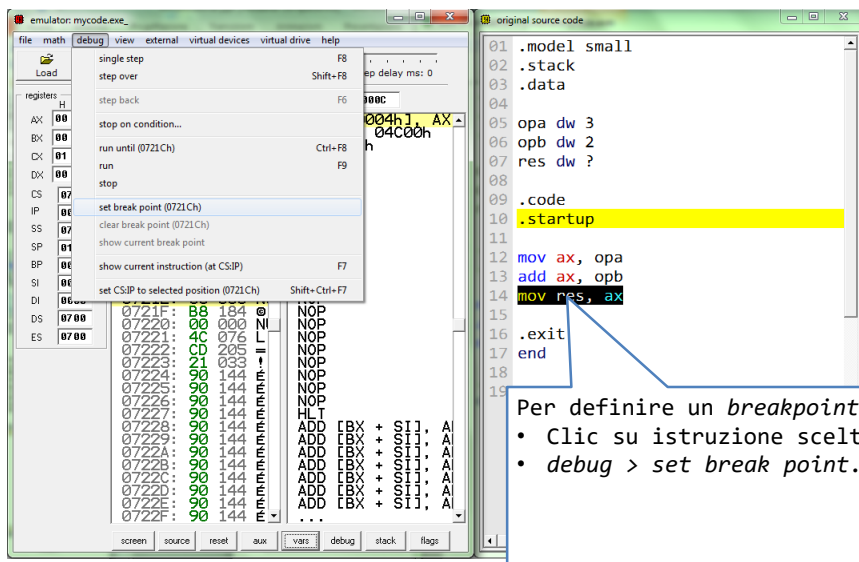 emulator: mycode.exe_
file math debug view external virtual devices virtual drive help
Load
ep delay ms: 0
single step F8
step over Shift+F8
step back F6
stop on condition...
run until (0721Ch) Ctrl+F8
run F9
stop
set break point (0721Ch)
clear break point (0721Ch)
show current break point
show current instruction (at CS:IP) F7
set CS:IP to selected position (0721Ch) Shift+Ctrl+F7
registers
H
AX 00
BX 00
CX 01
DX 00
CS 07
IP
SS 07
SP 01
BP
SI
DI
DS 0700
ES 0700
000C
004h], AX
04C00h
h
0721F: B8 184 NOP
07220: 00 000 NOP
07221: 4C 076 L NOP
07222: CD 205 = NOP
07223: 21 033 ! NOP
07224: 90 144 É NOP
07225: 90 144 É NOP
07226: 90 144 É NOP
07227: 90 144 É HLT
07228: 90 144 É ADD [BX + SI], A
07229: 90 144 É ADD [BX + SI], A
0722A: 90 144 É ADD [BX + SI], A
0722B: 90 144 É ADD [BX + SI], A
0722C: 90 144 É ADD [BX + SI], A
0722D: 90 144 É ADD [BX + SI], A
0722E: 90 144 É ADD [BX + SI], A
0722F: 90 144 É ...
screen source reset aux vars debug stack flags
original source code
01 .model small
02 .stack
03 .data
04
05 opa dw 3
06 opb dw 2
07 res dw ?
08
09 .code
10 .startup
11
12 mov ax, opa
13 add ax, opb
14 mov res, ax
15
16 .exit
17 end
18
19
Per definire un breakpoint
• Clic su istruzione scelt
• debug > set break point.